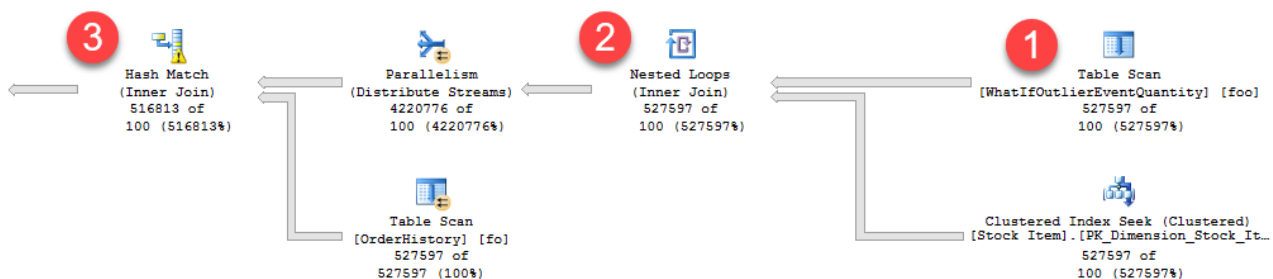 3
Hash Match
(Inner Join)
516813 of
100 (516813%)
Parallelism
(Distribute Streams)
4220776 of
100 (4220776%)
2
Nested Loops
(Inner Join)
527597 of
100 (527597%)
1
Table Scan
[WhatIfOutlierEventQuantity] [foo]
527597 of
100 (527597%)
Table Scan
[OrderHistory] [fo]
527597 of
527597 (100%)
Clustered Index Seek (Clustered)
[Stock Item].[PK_Dimension_Stock_It…
527597 of
100 (527597%)